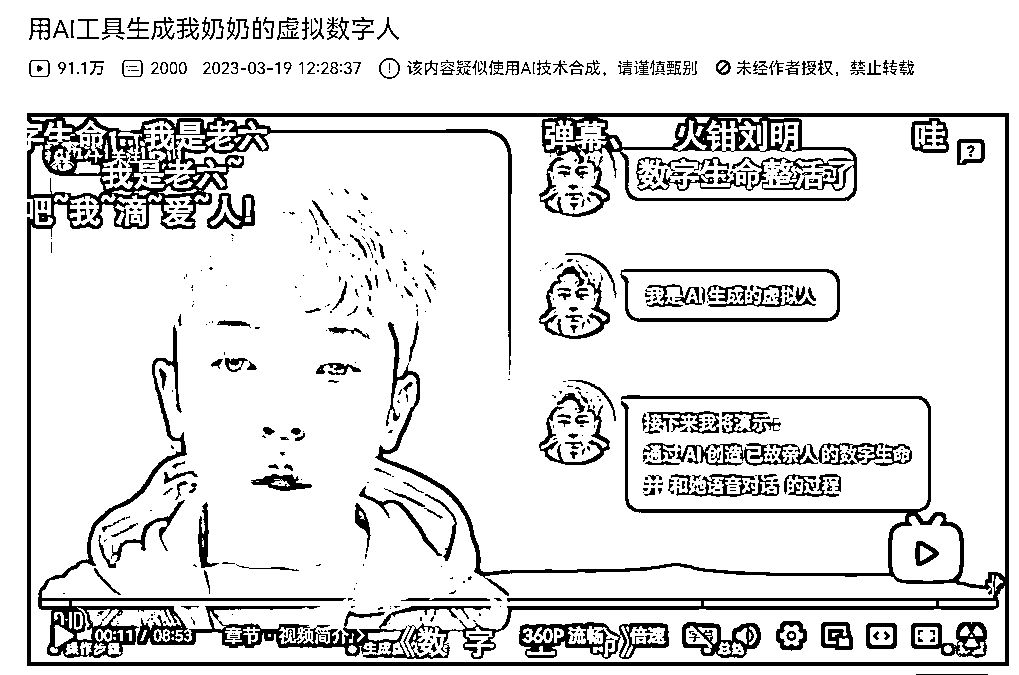 用AI工具生成我奶奶的虚拟数字人
91.1万 2000 2023-03-19 12:28:37 该内容疑似使用AI技术合成，请谨慎甄别 未经作者授权，禁止转载
字生命 我是老六
弹幕、 火钳刘明 哇
我是老六~
数字生命整活了
吧~我~滴~爱~人!
我是AI生成的虚拟人
接下来我将演示
通过AI创造已故亲人的数字生命
并 和她语音对话 的过程
00:11 / 08:53 章节·视频简介 › 《数 字 360P 流畅 》倍速
操作步骤 生成